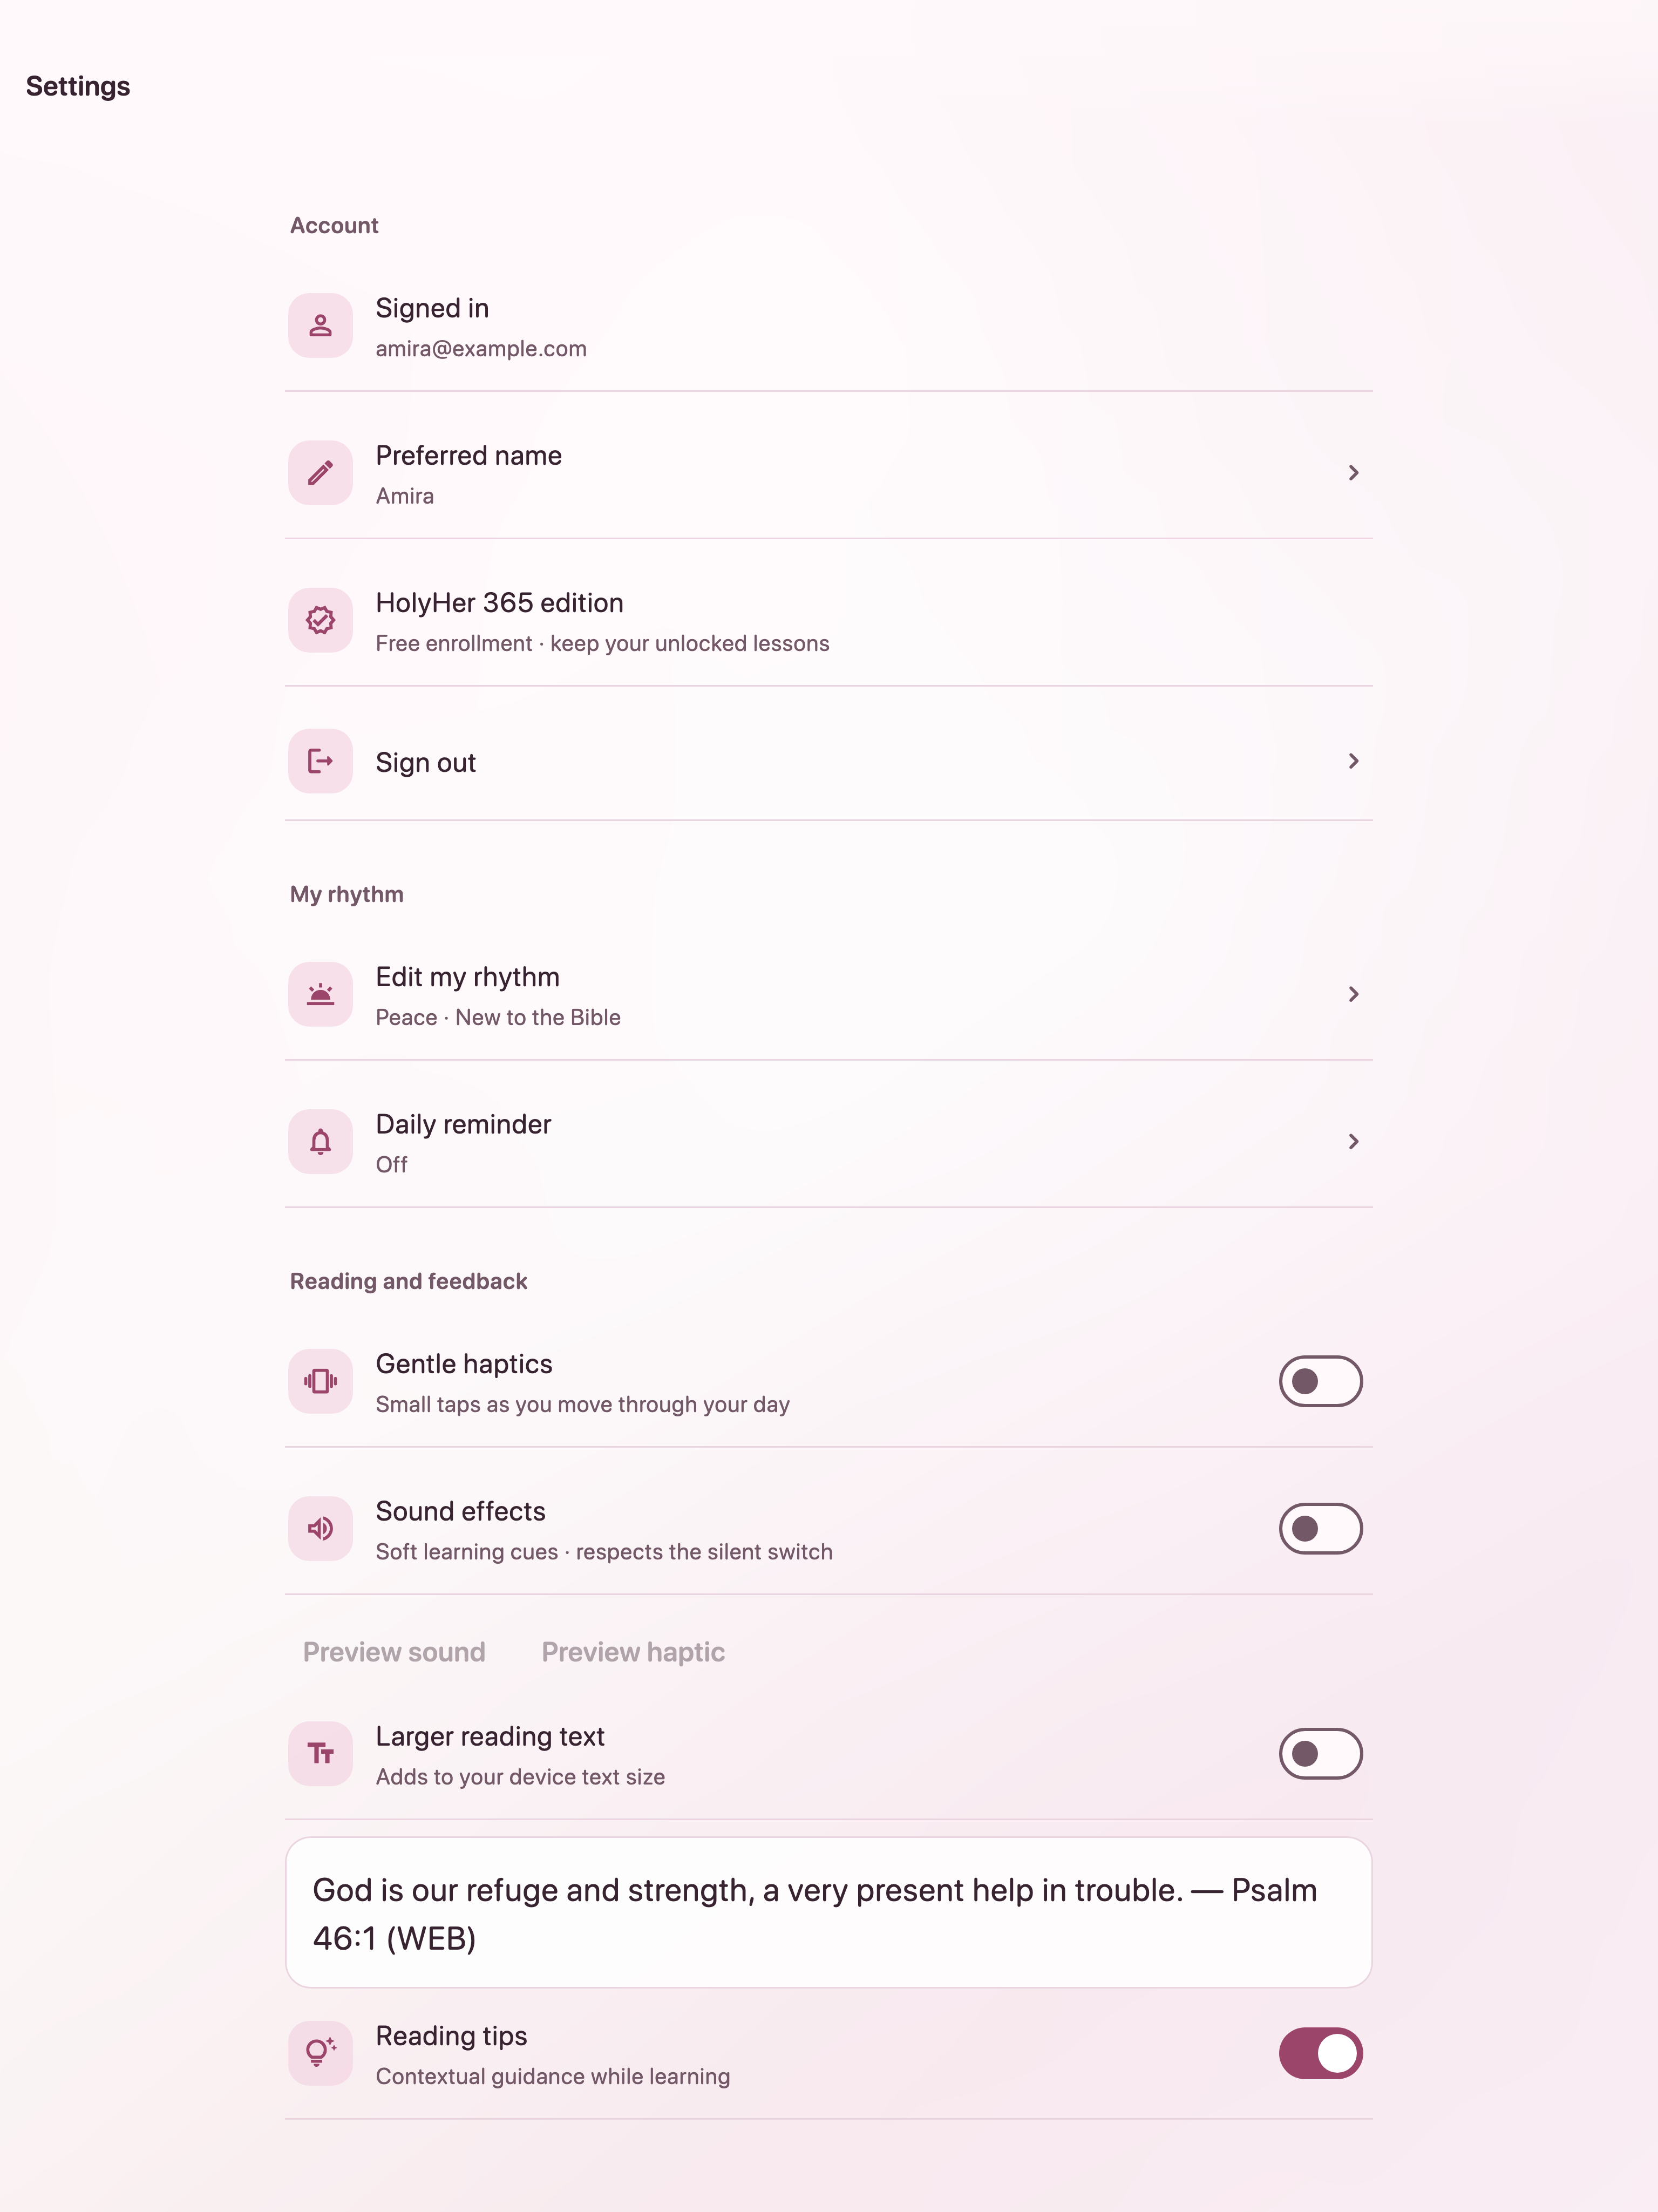 Settings
Account
Signed in
amira@example.com
Preferred name
Amira
HolyHer 365 edition
Free enrollment · keep your unlocked lessons
Sign out
My rhythm
Edit my rhythm
Peace · New to the Bible
Daily reminder
Off
Reading and feedback
Gentle haptics
Small taps as you move through your day
Sound effects
Soft learning cues · respects the silent switch
Preview sound Preview haptic
Larger reading text
Adds to your device text size
God is our refuge and strength, a very present help in trouble. — Psalm
46:1 (WEB)
Reading tips
Contextual guidance while learning